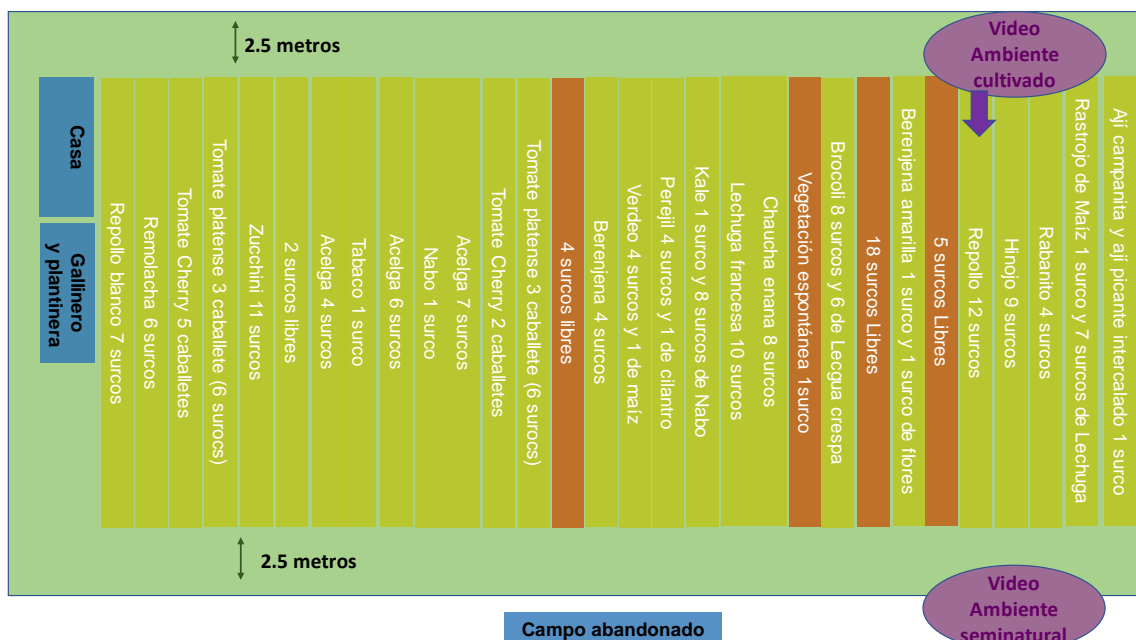 2.5 metros
Video
Ambiente
cultivado
Casa
Gallinero
y plantinera
Repollo blanco 7 surcos
Remolacha 6 surcos
Tomate Cherry 5 caballetes
Tomate platense 3 caballete (6 surocs)
Zucchini 11 surcos
2 surcos libres
Acelga 4 surcos
Tabaco 1 surco
Acelga 6 surcos
Nabo 1 surco
Acelga 7 surcos
Tomate Cherry 2 caballetes
Tomate platense 3 caballete (6 surocs)
4 surcos libres
Berenjena 4 surcos
Verdeo 4 surcos y 1 de maíz
Perejil 4 surcos y 1 de cilantro
Kale 1 surco y 8 surcos de Nabo
Lechuga francesa 10 surcos
Chaucha enana 8 surcos
Vegetación espontánea 1surco
Brocoli 8 surcos y 6 de Lecgua crespa
18 surcos Libres
Berenjena amarilla 1 surco y 1 surco de flores
5 surcos Libres
Repollo 12 surcos
Hinojo 9 surcos
Rabanito 4 surcos
Rastrojo de Maíz 1 surco y 7 surcos de Lechuga
Ají campanita y ají picante intercalado 1 surco
2.5 metros
Video
Ambiente
seminatural
Campo abandonado